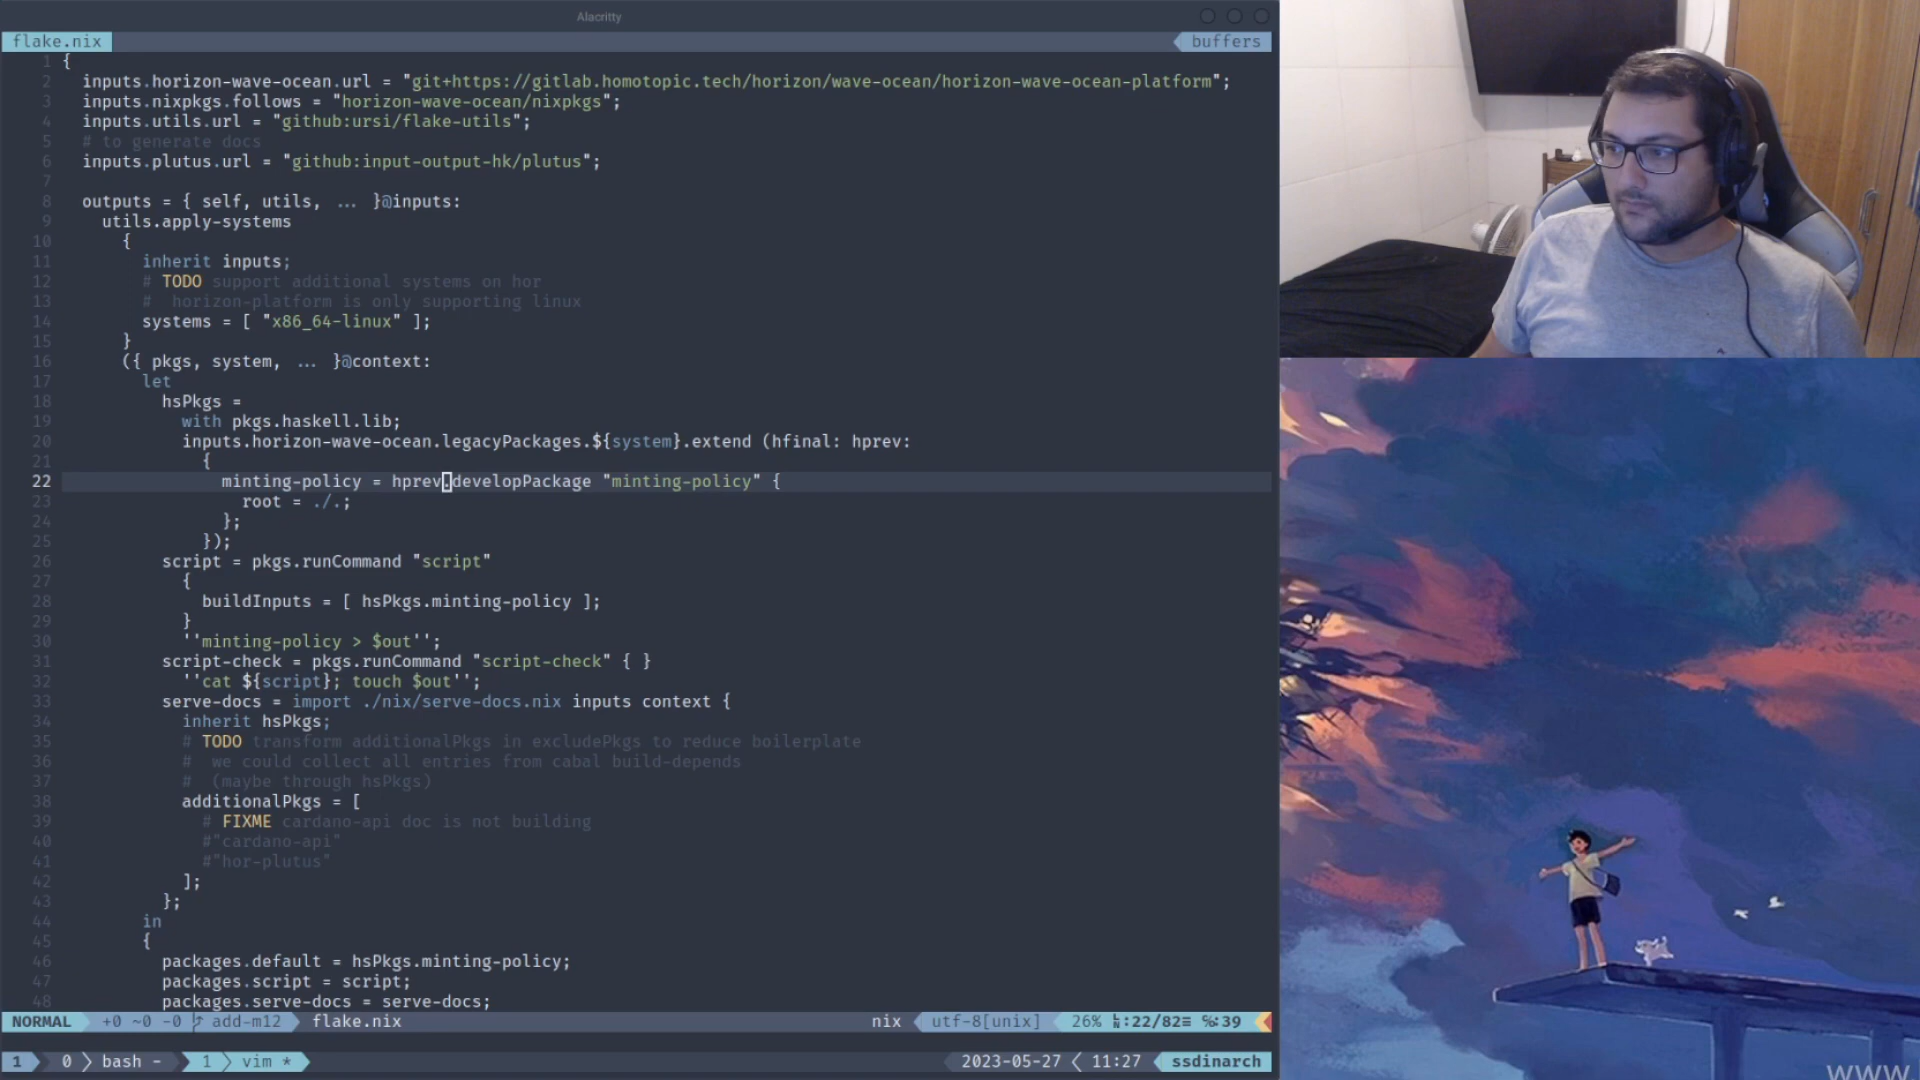 Alacritty
flake.nix
buffers
1 {
2 inputs.horizon-wave-ocean.url = "git+https://gitlab.homotopic.tech/horizon/wave-ocean/horizon-wave-ocean-platform";
3 inputs.nixpkgs.follows = "horizon-wave-ocean/nixpkgs";
4 inputs.utils.url = "github:ursi/flake-utils";
5 # to generate docs
6 inputs.plutus.url = "github:input-output-hk/plutus";
7
8 outputs = { self, utils, ... }@inputs:
9 utils.apply-systems
10 {
11 inherit inputs;
12 # TODO support additional systems on hor
13 # horizon-platform is only supporting linux
14 systems = [ "x86_64-linux" ];
15 }
16 ({ pkgs, system, ... }@context:
17 let
18 hsPkgs =
19 with pkgs.haskell.lib;
20 inputs.horizon-wave-ocean.legacyPackages.${system}.extend (hfinal: hprev:
21 {
22 minting-policy = hprev.developPackage "minting-policy" {
23 root = ./.;
24 };
25 });
26 script = pkgs.runCommand "script"
27 {
28 buildInputs = [ hsPkgs.minting-policy ];
29 }
30 ''minting-policy > $out'';
31 script-check = pkgs.runCommand "script-check" { }
32 ''cat ${script}; touch $out'';
33 serve-docs = import ./nix/serve-docs.nix inputs context {
34 inherit hsPkgs;
35 # TODO transform additionalPkgs in excludePkgs to reduce boilerplate
36 # we could collect all entries from cabal build-depends
37 # (maybe through hsPkgs)
38 additionalPkgs = [
39 # FIXME cardano-api doc is not building
40 #"cardano-api"
41 #"hor-plutus"
42 ];
43 };
44 in
45 {
46 packages.default = hsPkgs.minting-policy;
47 packages.script = script;
48 packages.serve-docs = serve-docs;
NORMAL +0 ~0 -0 add-m12 flake.nix nix utf-8[unix] 26% :22/82≡ ℅:39
1 0 bash - 1 vim * 2023-05-27 11:27 ssdinarch
www